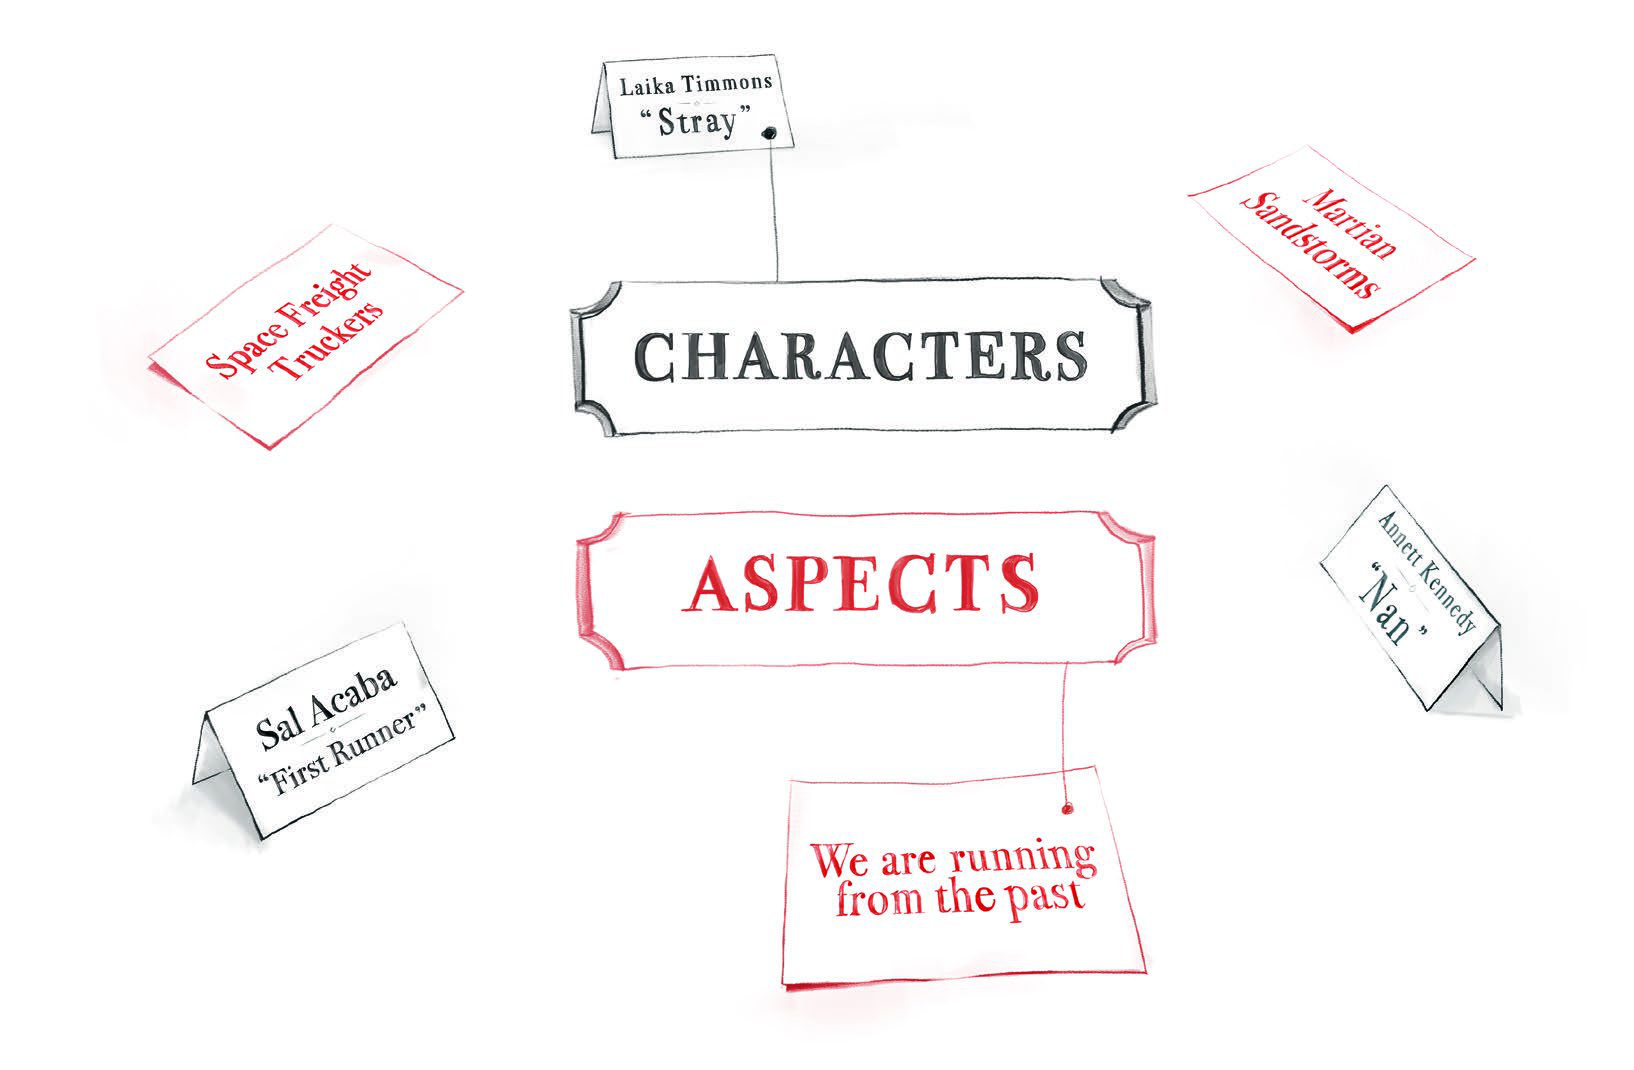 Laika Timmons
“Stray”
Martian
Sandstorms
Space Freight
Truckers
CHARACTERS
ASPECTS
Annett Kennedy
“Nan”
Sal Acaba
“First Runner”
We are running
from the past